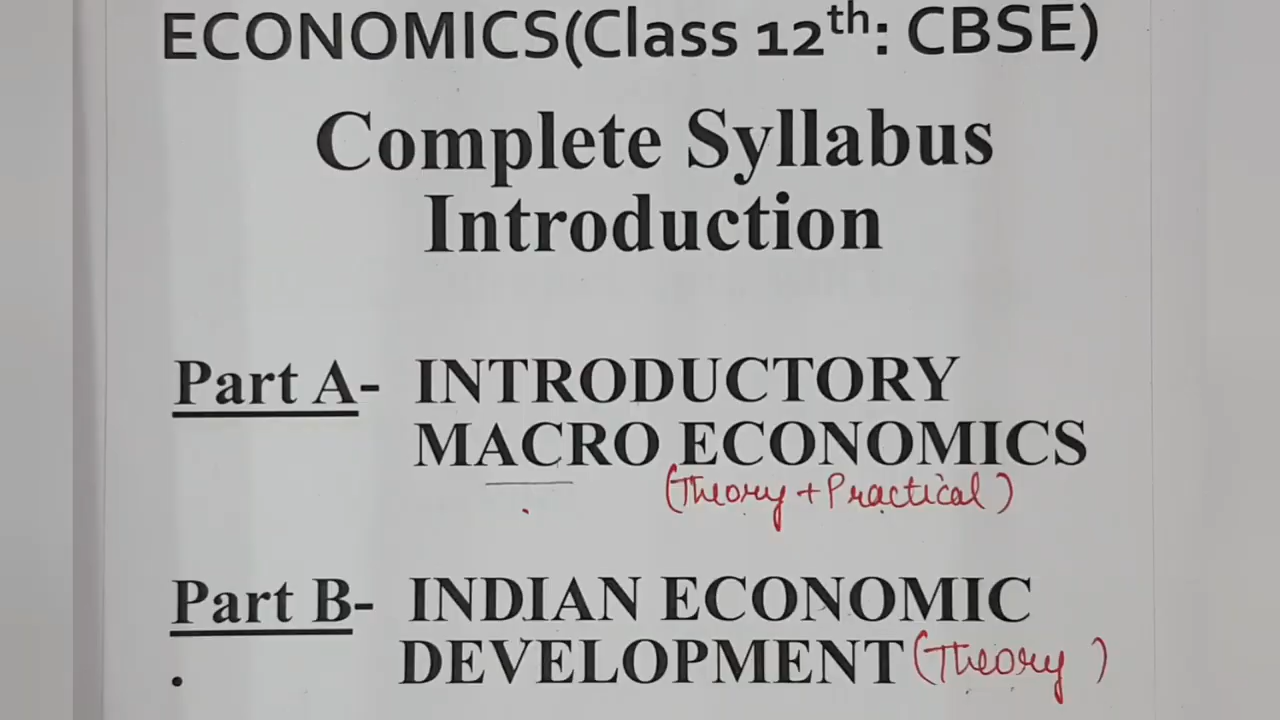 ECONOMICS(Class 12th: CBSE)
Complete Syllabus
Introduction
Part A- INTRODUCTORY
MACRO ECONOMICS
(Theory + Practical)
Part B- INDIAN ECONOMIC
DEVELOPMENT (Theory)